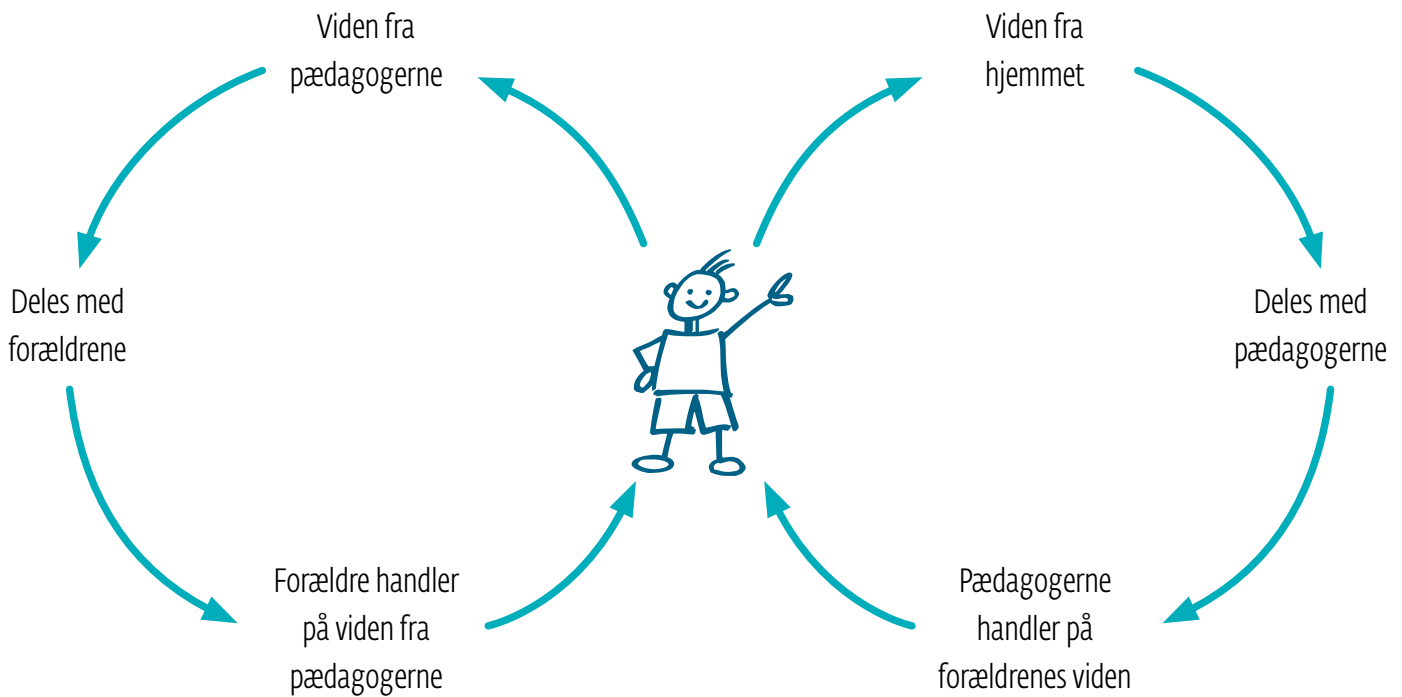 Viden fra
pædagogerne
Viden fra
hjemmet
Deles med
forældrene
Deles med
pædagogerne
Forældre handler
på viden fra
pædagogerne
Pædagogerne
handler på
forældrenes viden